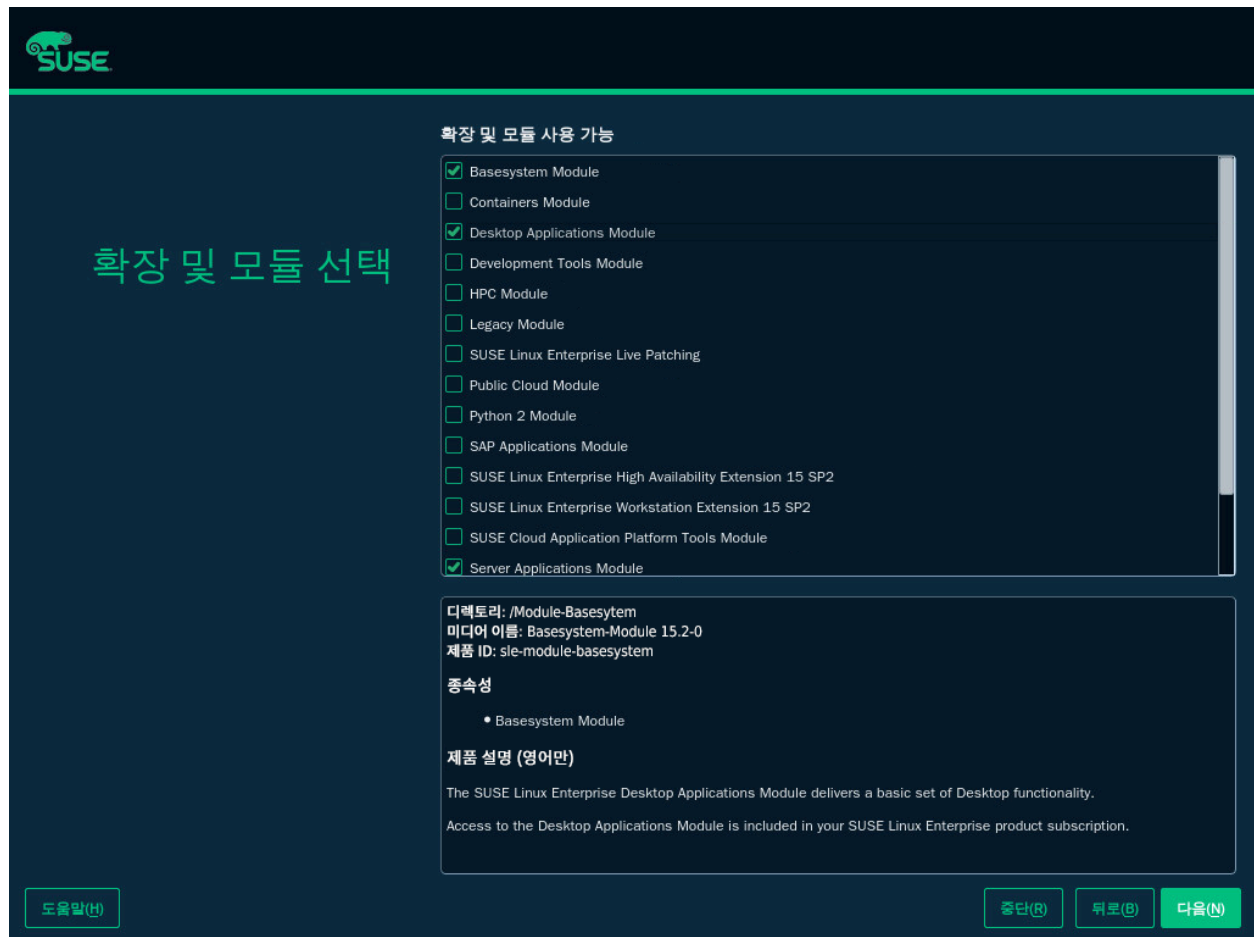 SUSE
확장 및 모듈 선택
확장 및 모듈 사용 가능
Basesystem Module
Containers Module
Desktop Applications Module
Development Tools Module
HPC Module
Legacy Module
SUSE Linux Enterprise Live Patching
Public Cloud Module
Python 2 Module
SAP Applications Module
SUSE Linux Enterprise High Availability Extension 15 SP2
SUSE Linux Enterprise Workstation Extension 15 SP2
SUSE Cloud Application Platform Tools Module
Server Applications Module
디렉토리: /Module-Basesytem
미디어 이름: Basesystem-Module 15.2-0
제품 ID: sle-module-basesystem
종속성
• Basesystem Module
제품 설명 (영어만)
The SUSE Linux Enterprise Desktop Applications Module delivers a basic set of Desktop functionality.
Access to the Desktop Applications Module is included in your SUSE Linux Enterprise product subscription.
도움말(H)
중단(R)
뒤로(B)
다음(N)